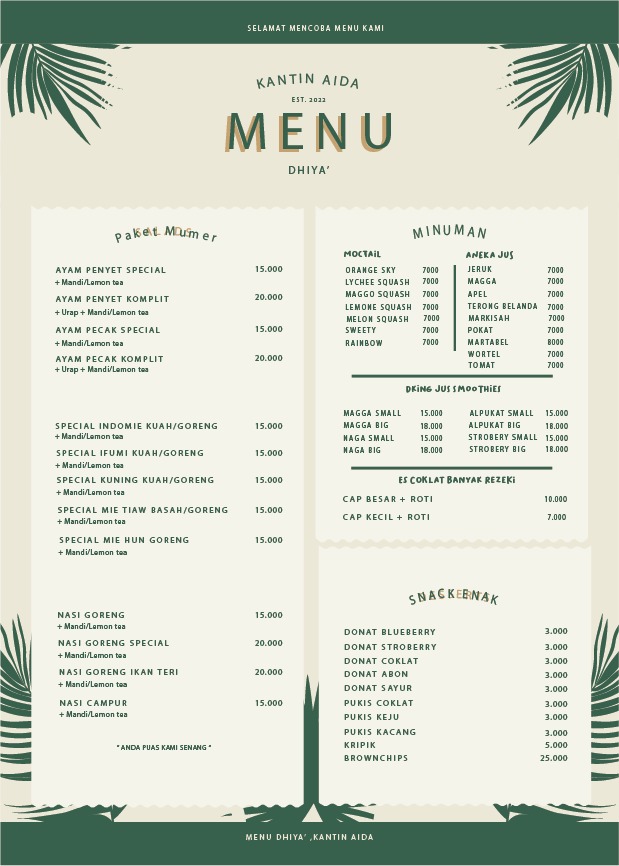 SELAMAT MENCOBA MENU KAMI
KANTIN AIDA
EST. 2022
MENU
DHIYA'
Paket Mumer
AYAM PENYET SPECIAL 15.000
+ Mandi/Lemon tea
AYAM PENYET KOMPLIT 20.000
+ Urap + Mandi/Lemon tea
AYAM PECAK SPECIAL 15.000
+ Mandi/Lemon tea
AYAM PECAK KOMPLIT 20.000
+ Urap + Mandi/Lemon tea
SPECIAL INDOMIE KUAH/GORENG 15.000
+ Mandi/Lemon tea
SPECIAL IFUMI KUAH/GORENG 15.000
+ Mandi/Lemon tea
SPECIAL KUNING KUAH/GORENG 15.000
+ Mandi/Lemon tea
SPECIAL MIE TIAW BASAH/GORENG 15.000
+ Mandi/Lemon tea
SPECIAL MIE HUN GORENG 15.000
+ Mandi/Lemon tea
NASI GORENG 15.000
+ Mandi/Lemon tea
NASI GORENG SPECIAL 20.000
+ Mandi/Lemon tea
NASI GORENG IKAN TERI 20.000
+ Mandi/Lemon tea
NASI CAMPUR 15.000
+ Mandi/Lemon tea
" ANDA PUAS KAMI SENANG "
MINUMAN
MOCTAIL
ORANGE SKY 7000
LYCHEE SQUASH 7000
MAGGO SQUASH 7000
LEMONE SQUASH 7000
MELON SQUASH 7000
SWEETY 7000
RAINBOW 7000
ANEKA JUS
JERUK 7000
MAGGA 7000
APEL 7000
TERONG BELANDA 7000
MARKISAH 7000
POKAT 7000
MARTABEL 8000
WORTEL 7000
TOMAT 7000
DKING JUS SMOOTHIES
MAGGA SMALL 15.000
MAGGA BIG 18.000
NAGA SMALL 15.000
NAGA BIG 18.000
ALPUKAT SMALL 15.000
ALPUKAT BIG 18.000
STROBERY SMALL 15.000
STROBERY BIG 18.000
ES COKLAT BANYAK REZEKI
CAP BESAR + ROTI 10.000
CAP KECIL + ROTI 7.000
SNACK ENAK
DONAT BLUEBERRY 3.000
DONAT STROBERRY 3.000
DONAT COKLAT 3.000
DONAT ABON 3.000
DONAT SAYUR 3.000
PUKIS COKLAT 3.000
PUKIS KEJU 3.000
PUKIS KACANG 3.000
KRIPIK 5.000
BROWNCHIPS 25.000
MENU DHIYA' ,KANTIN AIDA